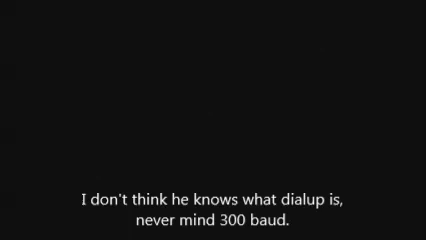 I don't think he knows what dialup is,
never mind 300 baud.